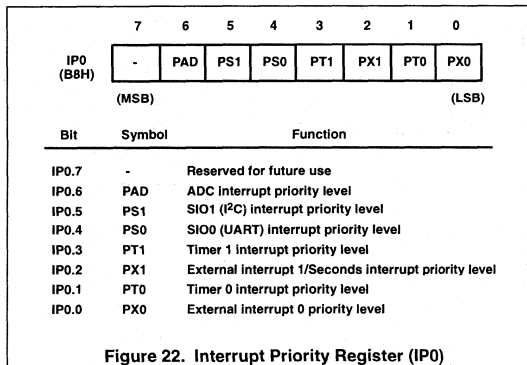 7 6 5 4 3 2 1 0
IP0 (B8H) - PAD PS1 PS0 PT1 PX1 PT0 PX0
(MSB) (LSB)
Bit Symbol Function
IP0.7 - Reserved for future use
IP0.6 PAD ADC interrupt priority level
IP0.5 PS1 SIO1 (I²C) interrupt priority level
IP0.4 PS0 SIO0 (UART) interrupt priority level
IP0.3 PT1 Timer 1 interrupt priority level
IP0.2 PX1 External interrupt 1/Seconds interrupt priority level
IP0.1 PT0 Timer 0 interrupt priority level
IP0.0 PX0 External interrupt 0 priority level
Figure 22. Interrupt Priority Register (IP0)